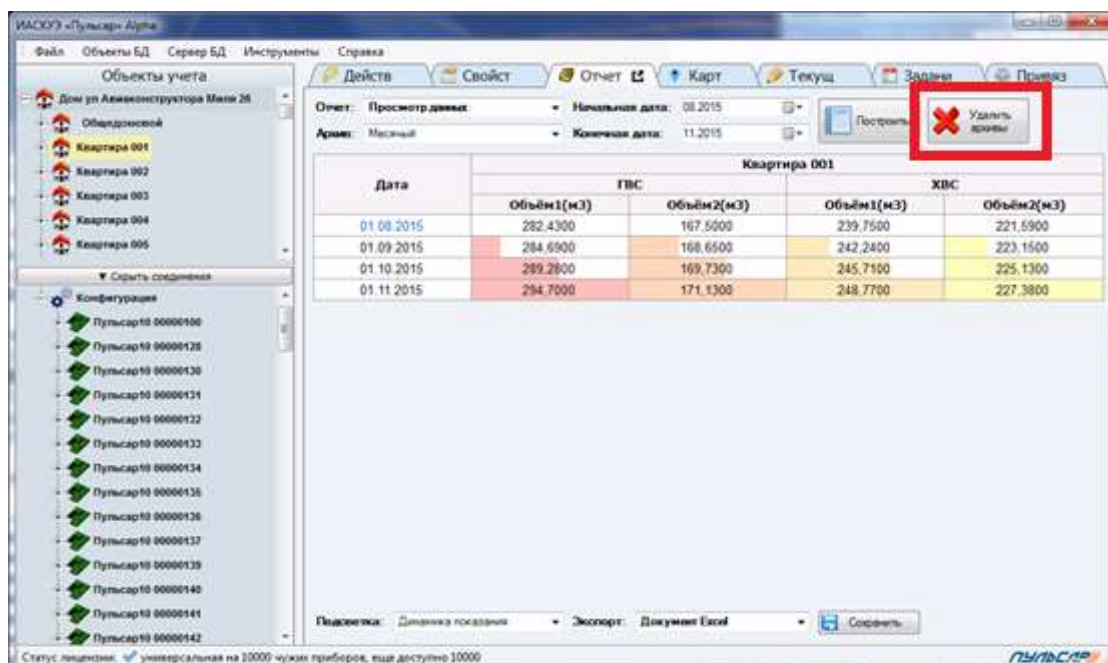 ИАСКУЭ «Пульсар» Alpha
Файл Объекты БД Сервер БД Инструменты Справка
Объекты учета
Дом ул Авиаконструктора Миля 26
Общедомовой
Квартира 001
Квартира 002
Квартира 003
Квартира 004
Квартира 005
▼ Скрыть соединения
Конфигурация
Пульсар10 00000100
Пульсар10 00000128
Пульсар10 00000130
Пульсар10 00000131
Пульсар10 00000132
Пульсар10 00000133
Пульсар10 00000134
Пульсар10 00000135
Пульсар10 00000136
Пульсар10 00000137
Пульсар10 00000139
Пульсар10 00000140
Пульсар10 00000141
Пульсар10 00000142
Действ Свойст Отчет Карт Текущ Задани Привяз
Отчет: Просмотр данных Начальная дата: 08.2015 Построить Удалить
Архив: Месячный Конечная дата: 11.2015 архивы
Квартира 001
Дата ГВС ХВС
Объём1(м3) Объём2(м3) Объём1(м3) Объём2(м3)
01.08.2015 282,4300 167,5000 239,7500 221,5900
01.09.2015 284,6900 168,6500 242,2400 223,1500
01.10.2015 289,2800 169,7300 245,7100 225,1300
01.11.2015 294,7000 171,1300 248,7700 227,3800
Подсветка: Динамика показания Экспорт: Документ Excel Сохранить
Статус лицензии: универсальная на 10000 чужих приборов, еще доступно 10000
ПУЛЬСАР